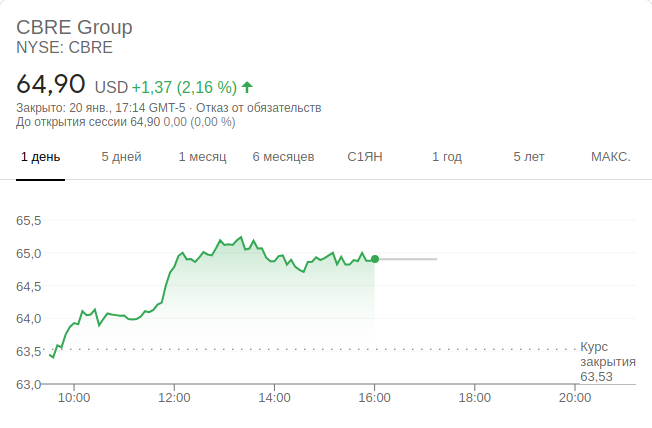 CBRE Group
NYSE: CBRE
64,90 USD +1,37 (2,16 %)
Закрыто: 20 янв., 17:14 GMT-5 · Отказ от обязательств
До открытия сессии 64,90 0,00 (0,00 %)
1 день 5 дней 1 месяц 6 месяцев С1ЯН 1 год 5 лет МАКС.
65,5
65,0
64,5
64,0
63,5
63,0
Курс
закрытия
63,53
10:00 12:00 14:00 16:00 18:00 20:00